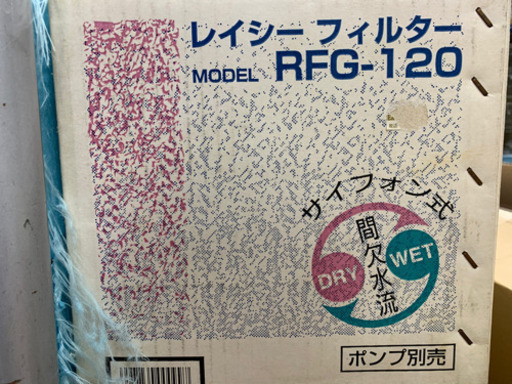 レイシーフィルター
MODEL RFG-120
サイフォン式
間欠水流
DRY
WET
ポンプ別売